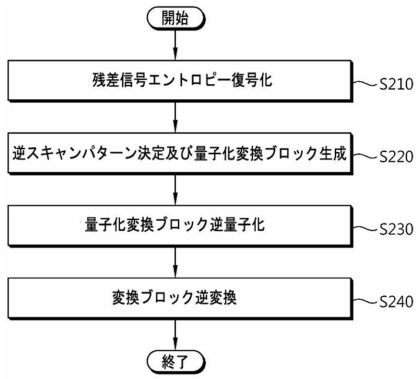 開始
残差信号エントロピー復号化
S210
逆スキャンパターン決定及び量子化変換ブロック生成
S220
量子化変換ブロック逆量子化
S230
変換ブロック逆変換
S240
終了